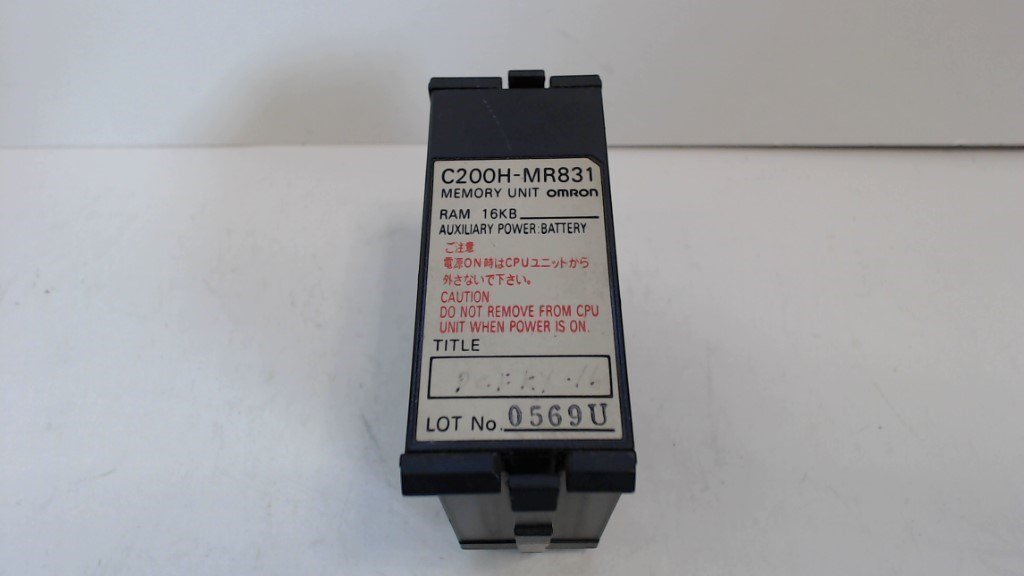 C200H-MR831
MEMORY UNIT OMRON
RAM 16KB
AUXILIARY POWER:BATTERY
ご注意
電源ON時はCPUユニットから
外さないで下さい。
CAUTION
DO NOT REMOVE FROM CPU
UNIT WHEN POWER IS ON.
TITLE
LOT No. 0569U